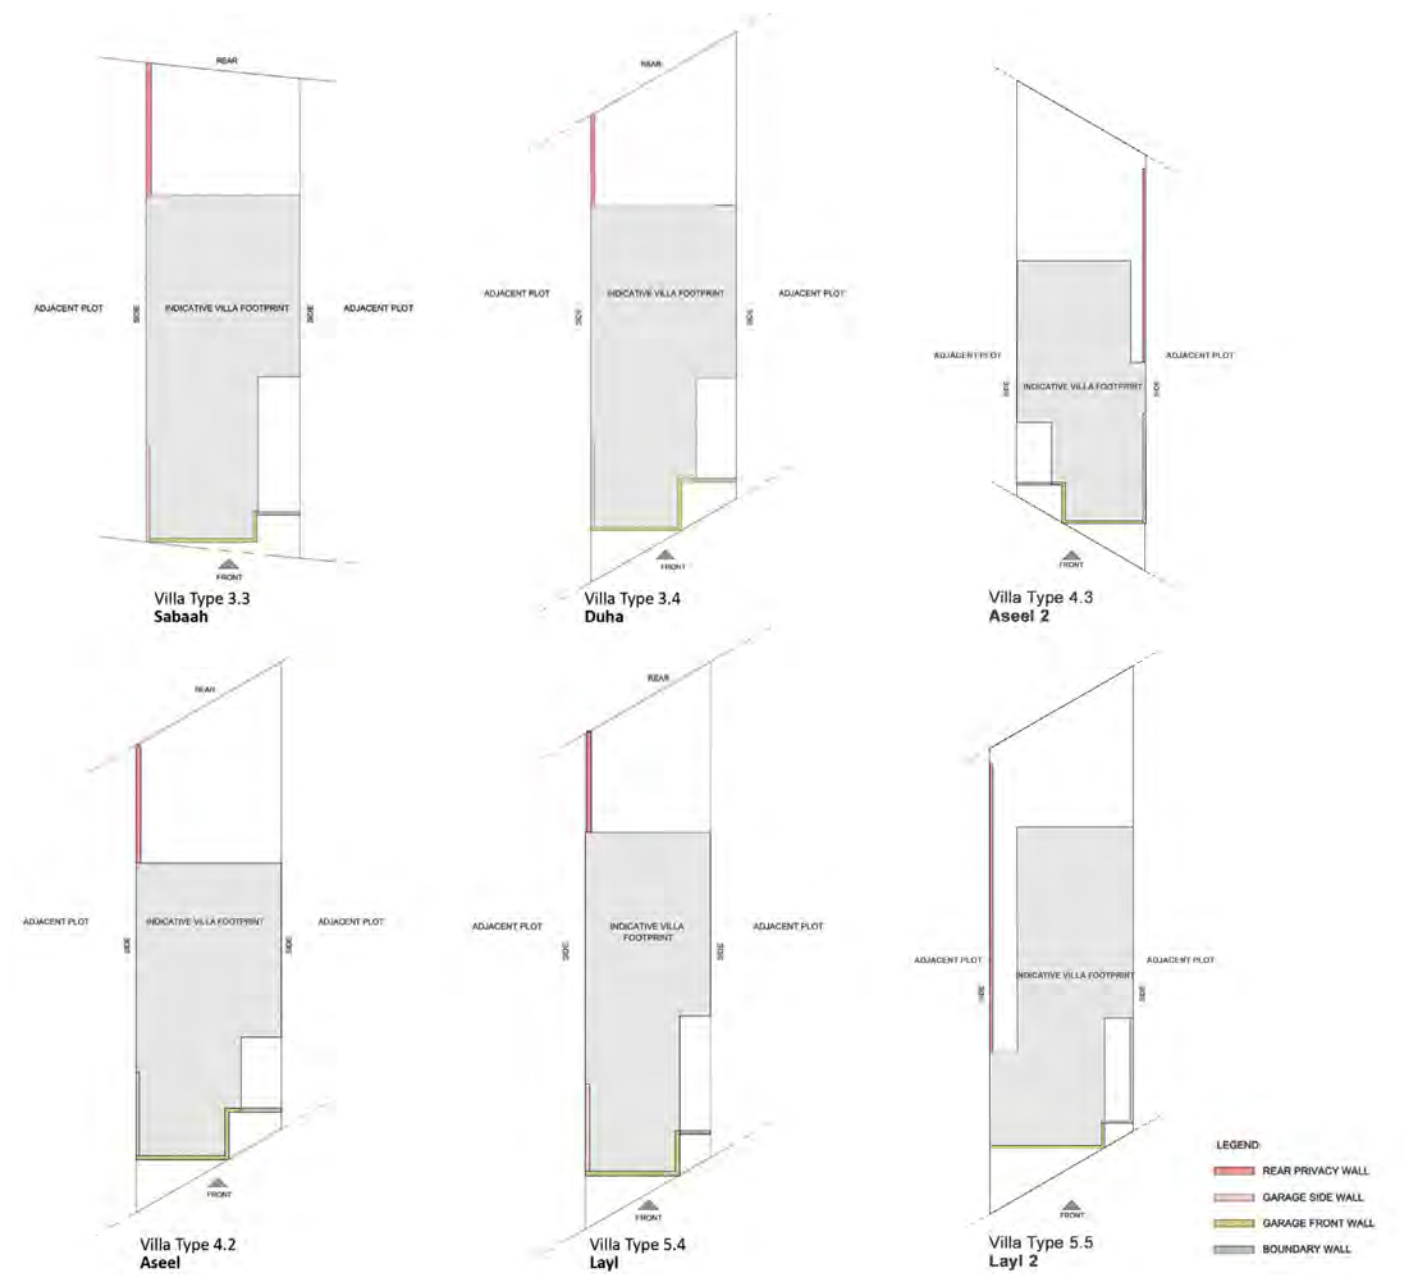 REAR
ADJACENT PLOT
SIDE
INDICATIVE VILLA FOOTPRINT
SIDE
ADJACENT PLOT
FRONT
Villa Type 3.3
Sabaah
REAR
ADJACENT PLOT
SIDE
INDICATIVE VILLA FOOTPRINT
SIDE
ADJACENT PLOT
FRONT
Villa Type 3.4
Duha
ADJACENT PLOT
SIDE
INDICATIVE VILLA FOOTPRINT
SIDE
ADJACENT PLOT
FRONT
Villa Type 4.3
Aseel 2
REAR
ADJACENT PLOT
SIDE
INDICATIVE VILLA FOOTPRINT
SIDE
ADJACENT PLOT
FRONT
Villa Type 4.2
Aseel
REAR
ADJACENT PLOT
SIDE
INDICATIVE VILLA
FOOTPRINT
SIDE
ADJACENT PLOT
FRONT
Villa Type 5.4
Layl
ADJACENT PLOT
SIDE
INDICATIVE VILLA FOOTPRINT
SIDE
ADJACENT PLOT
FRONT
Villa Type 5.5
Layl 2
LEGEND:
REAR PRIVACY WALL
GARAGE SIDE WALL
GARAGE FRONT WALL
BOUNDARY WALL